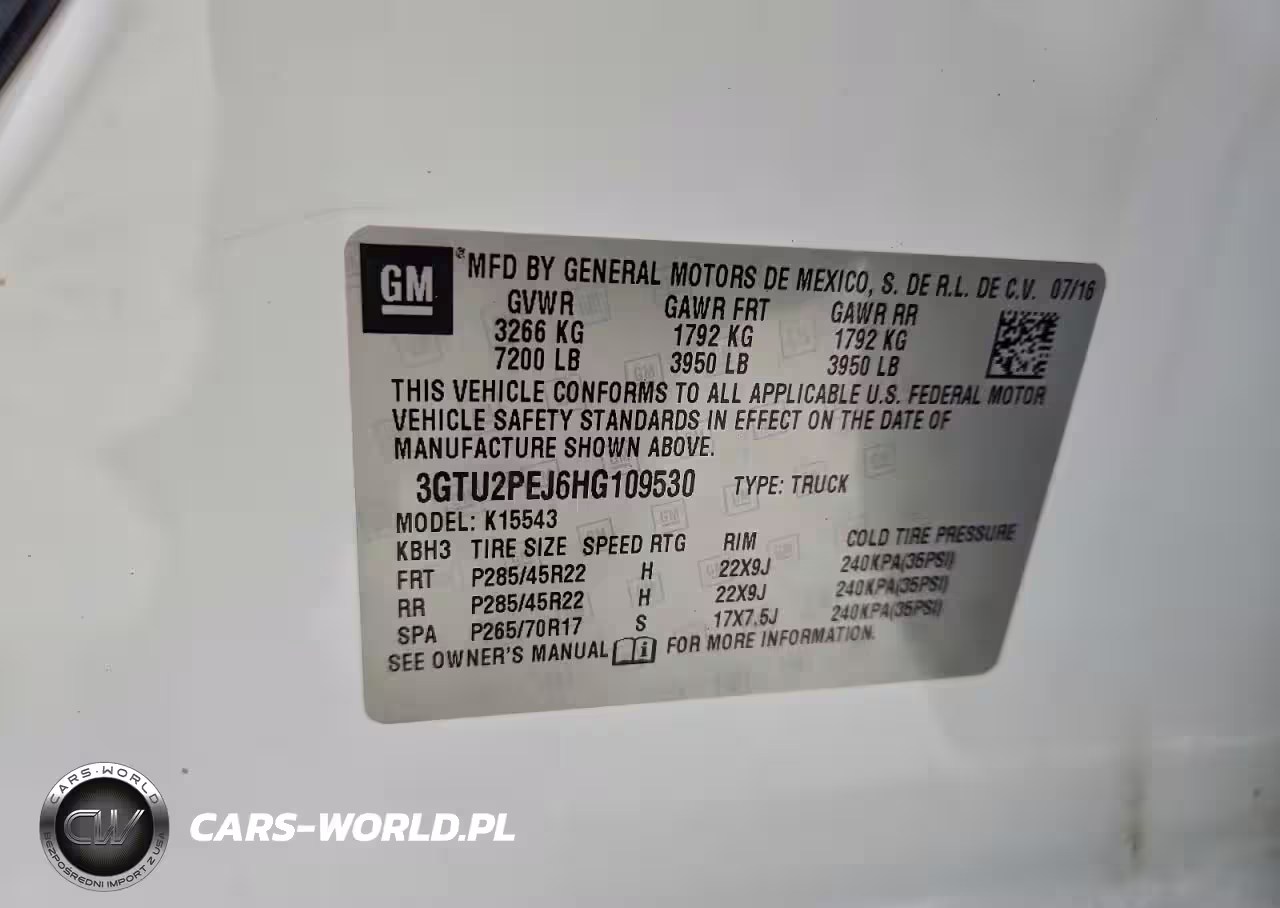 GM
MFD BY GENERAL MOTORS DE MEXICO, S. DE R.L. DE C.V. 07/16
GVWR GAWR FRT GAWR RR
3266 KG 1792 KG 1792 KG
7200 LB 3950 LB 3950 LB
THIS VEHICLE CONFORMS TO ALL APPLICABLE U.S. FEDERAL MOTOR
VEHICLE SAFETY STANDARDS IN EFFECT ON THE DATE OF
MANUFACTURE SHOWN ABOVE.
3GTU2PEJ6HG109530 TYPE: TRUCK
MODEL: K15543
KBH3 TIRE SIZE SPEED RTG RIM COLD TIRE PRESSURE
FRT P285/45R22 H 22X9J 240KPA(35PSI)
RR P285/45R22 H 22X9J 240KPA(35PSI)
SPA P265/70R17 S 17X7.5J 240KPA(35PSI)
SEE OWNER'S MANUAL FOR MORE INFORMATION.
CARS-WORLD
CW
BEZPOŚREDNI IMPORT Z USA
CARS-WORLD.PL